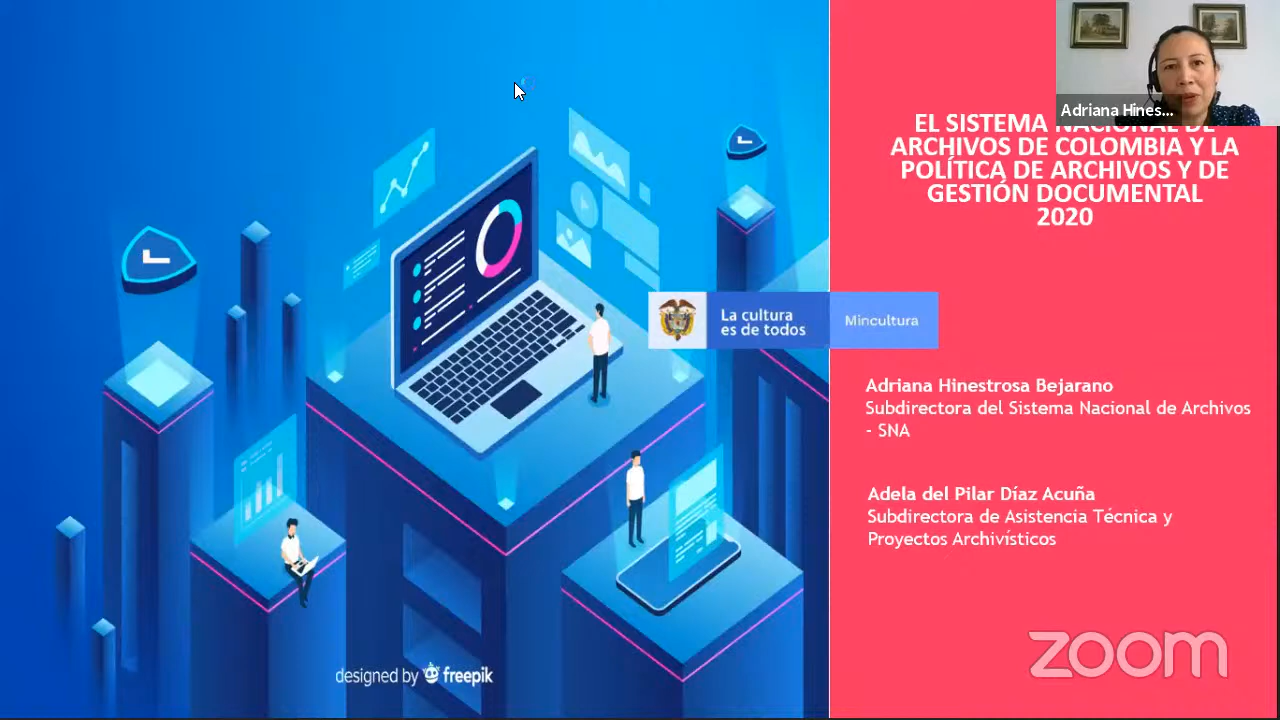 Adriana Hines...
EL SISTEMA NACIONAL DE
ARCHIVOS DE COLOMBIA Y LA
POLÍTICA DE ARCHIVOS Y DE
GESTIÓN DOCUMENTAL
2020
La cultura
es de todos
Mincultura
Adriana Hinestrosa Bejarano
Subdirectora del Sistema Nacional de Archivos
- SNA
Adela del Pilar Díaz Acuña
Subdirectora de Asistencia Técnica y
Proyectos Archivísticos
designed by freepik
zoom